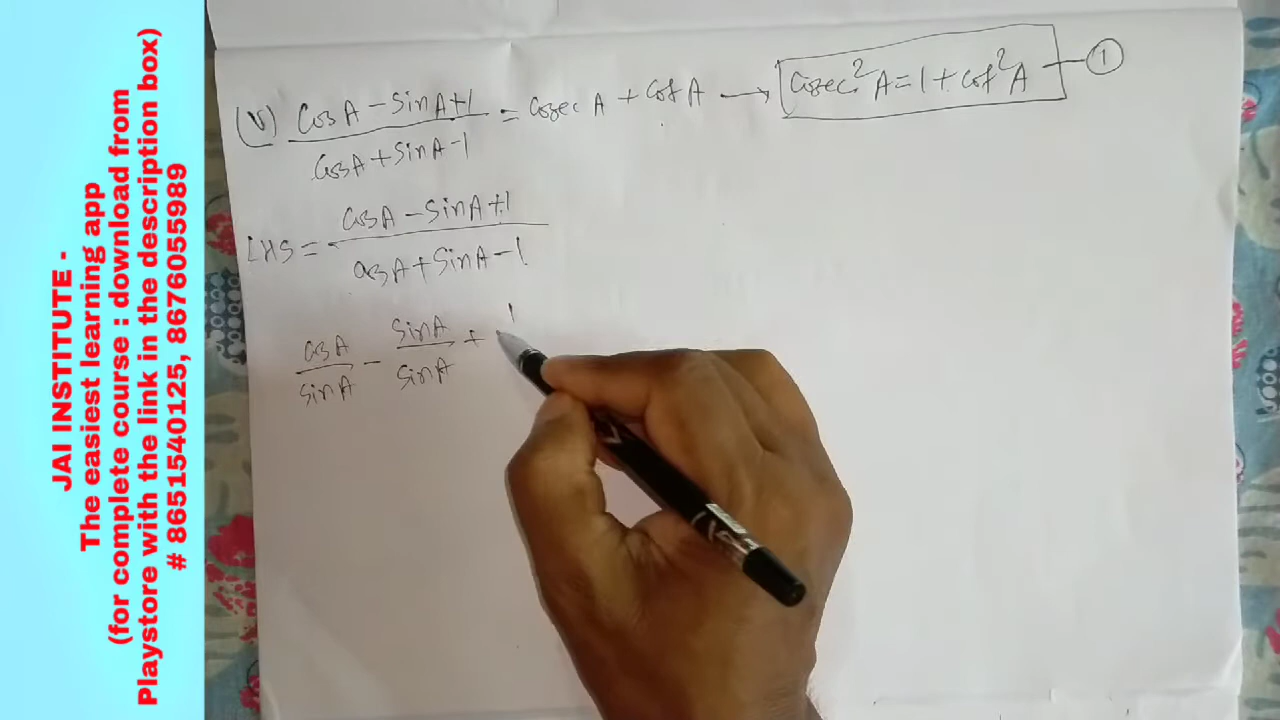 JAI INSTITUTE -
The easiest learning app
(for complete course : download from
Playstore with the link in the description box)
# 8651540125, 8676055989
(V) (CosA - SinA + 1) / (CosA + SinA - 1) = Cosec A + Cot A → Cosec²A = 1 + Cot²A — ①
LHS = (CosA - SinA + 1) / (CosA + SinA - 1)
CosA / SinA - SinA / SinA + 1